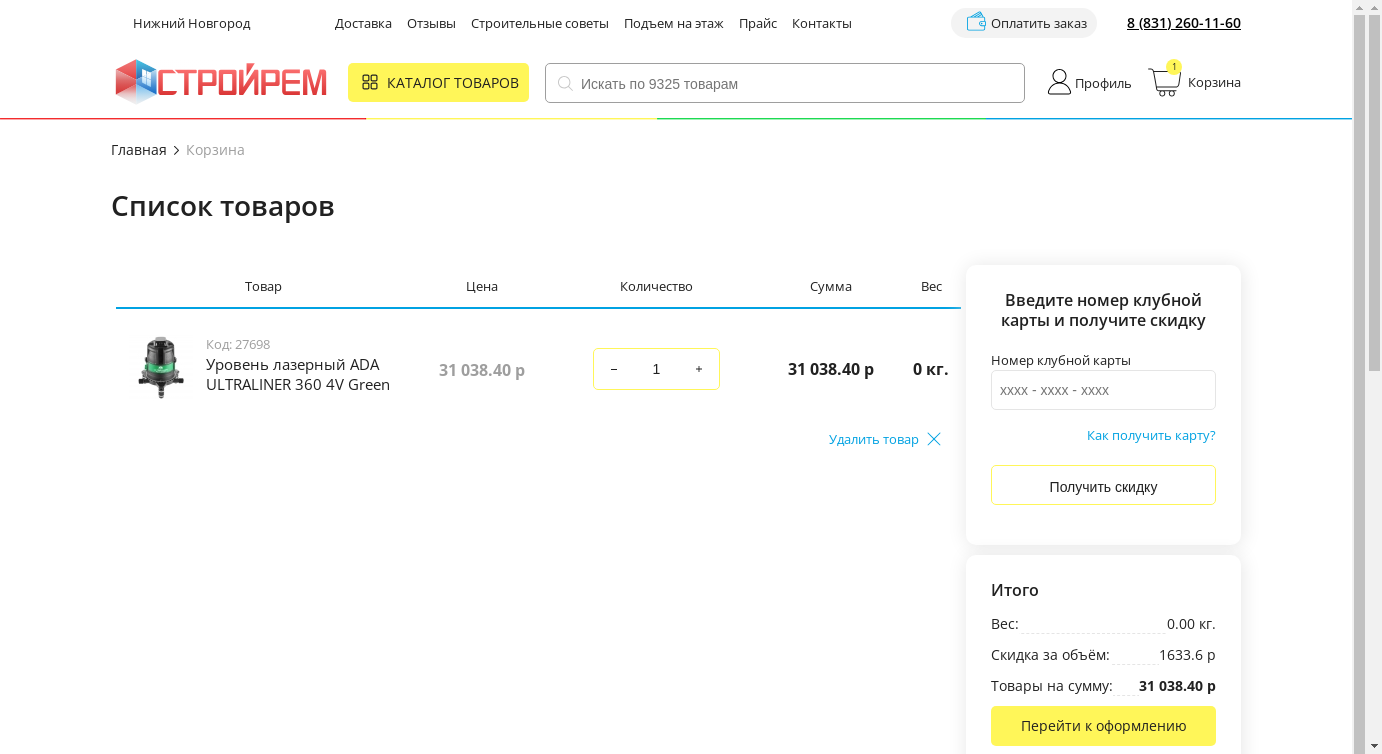 Нижний Новгород
Доставка Отзывы Строительные советы Подъем на этаж Прайс Контакты
Оплатить заказ
8 (831) 260-11-60
СТРОЙРЕМ
КАТАЛОГ ТОВАРОВ
Искать по 9325 товарам
Профиль
1
Корзина
Главная
Корзина
Список товаров
Товар Цена Количество Сумма Вес
Код: 27698
Уровень лазерный ADA
ULTRALINER 360 4V Green
31 038.40 р
− 1 +
31 038.40 р
0 кг.
Удалить товар
Введите номер клубной
карты и получите скидку
Номер клубной карты
xxxx - xxxx - xxxx
Как получить карту?
Получить скидку
Итого
Вес: 0.00 кг.
Скидка за объём: 1633.6 р
Товары на сумму: 31 038.40 р
Перейти к оформлению